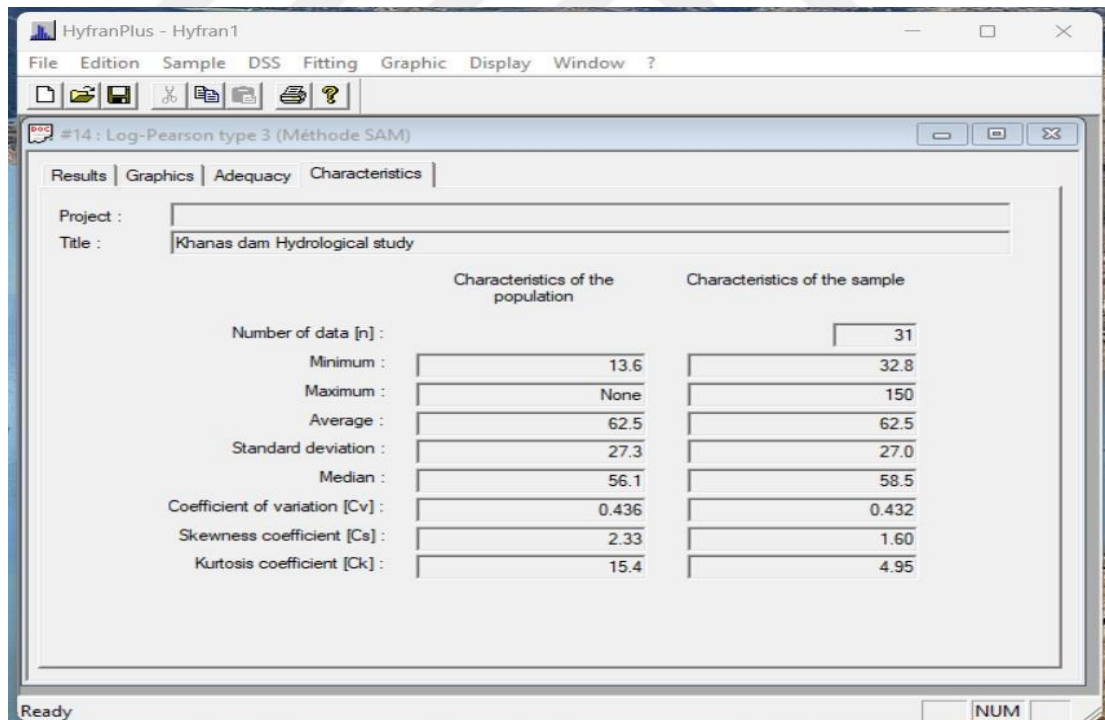 HyfranPlus - Hyfran1
File Edition Sample DSS Fitting Graphic Display Window ?
#14 : Log-Pearson type 3 (Méthode SAM)
Results Graphics Adequacy Characteristics
Project :
Title : Khanas dam Hydrological study
Characteristics of the population Characteristics of the sample
Number of data [n] : 31
Minimum : 13.6 32.8
Maximum : None 150
Average : 62.5 62.5
Standard deviation : 27.3 27.0
Median : 56.1 58.5
Coefficient of variation [Cv] : 0.436 0.432
Skewness coefficient [Cs] : 2.33 1.60
Kurtosis coefficient [Ck] : 15.4 4.95
Ready NUM